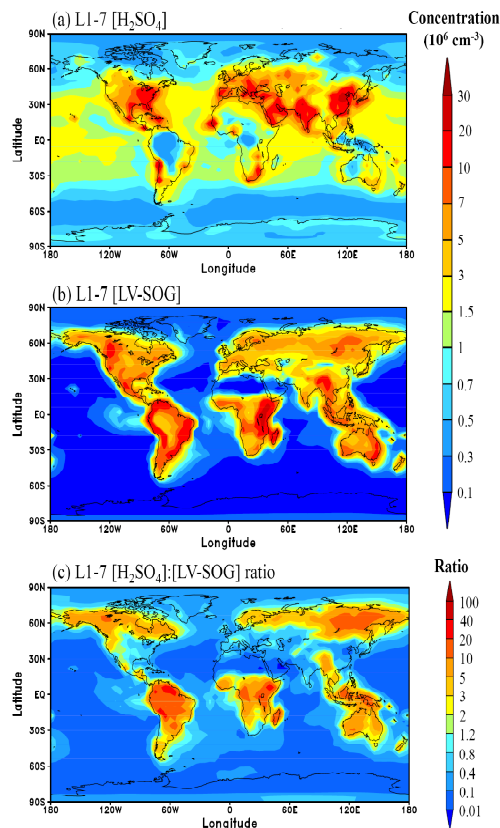 (a) L1-7 [H₂SO₄]
Concentration
(10⁶ cm⁻³)
90N
60N
30N
EQ
30S
60S
90S
Latitude
180 120W 60W 0 60E 120E 180
Longitude
30
20
10
7
5
3
1.5
1
0.7
0.5
0.1
(b) L1-7 [LV-SOG]
90N
60N
30N
EQ
30S
60S
90S
Latitude
180 120W 60W 0 60E 120E 180
Longitude
(c) L1-7 [H₂SO₄]:[LV-SOG] ratio
Ratio
90N
60N
30N
EQ
30S
60S
90S
Latitude
180 120W 60W 0 60E 120E 180
Longitude
100
40
20
10
5
3
2
1.2
0.8
0.4
0.1
0.01